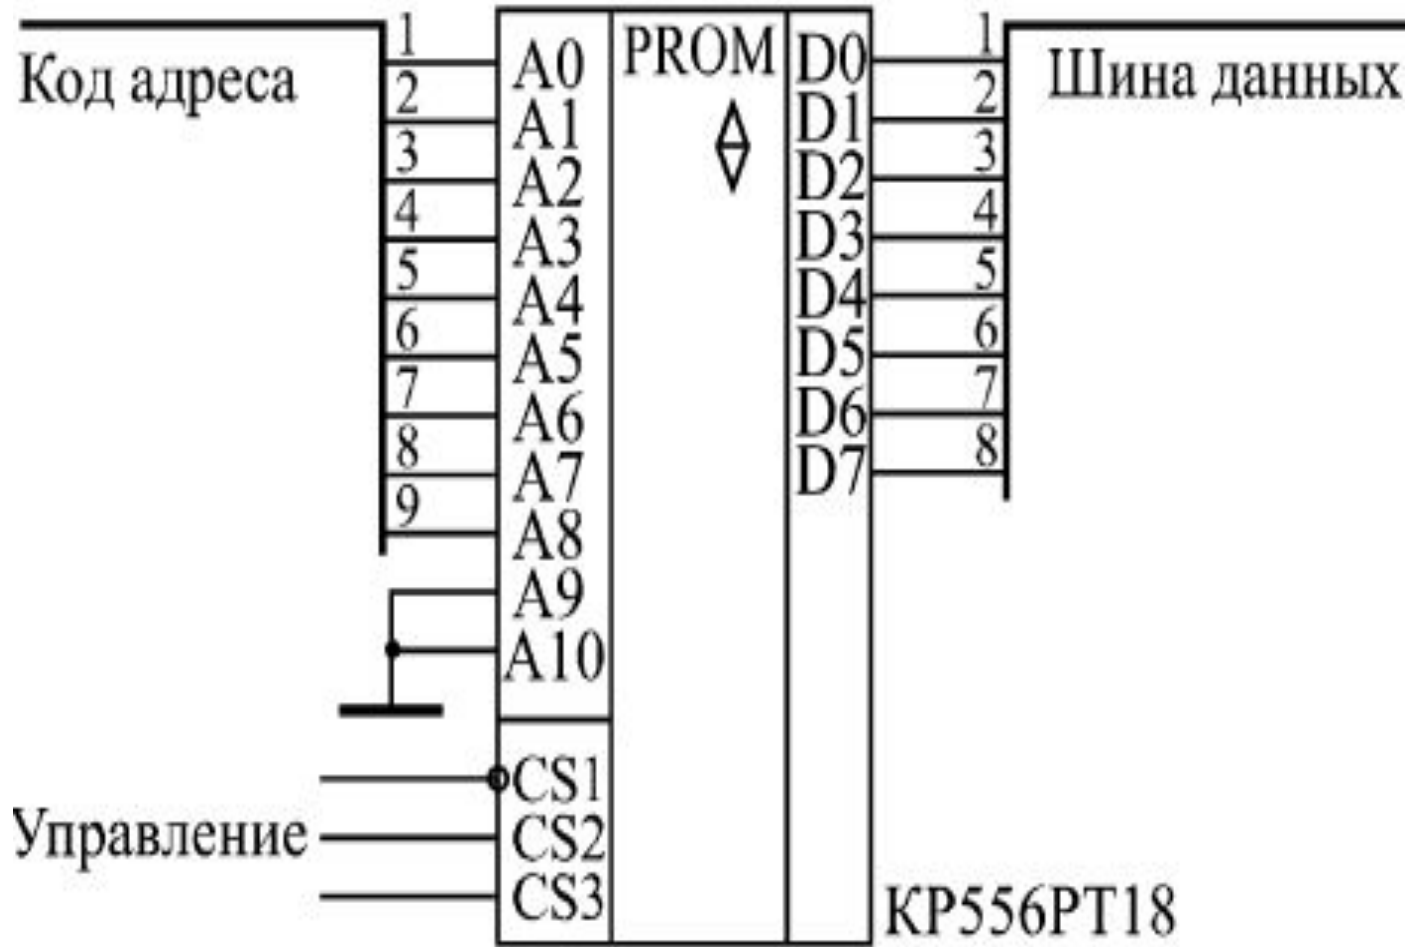 Код адреса
1
2
3
4
5
6
7
8
9
A0
A1
A2
A3
A4
A5
A6
A7
A8
A9
A10
Управление
CS1
CS2
CS3
PROM
D0
D1
D2
D3
D4
D5
D6
D7
1
2
3
4
5
6
7
8
Шина данных
КР556РТ18